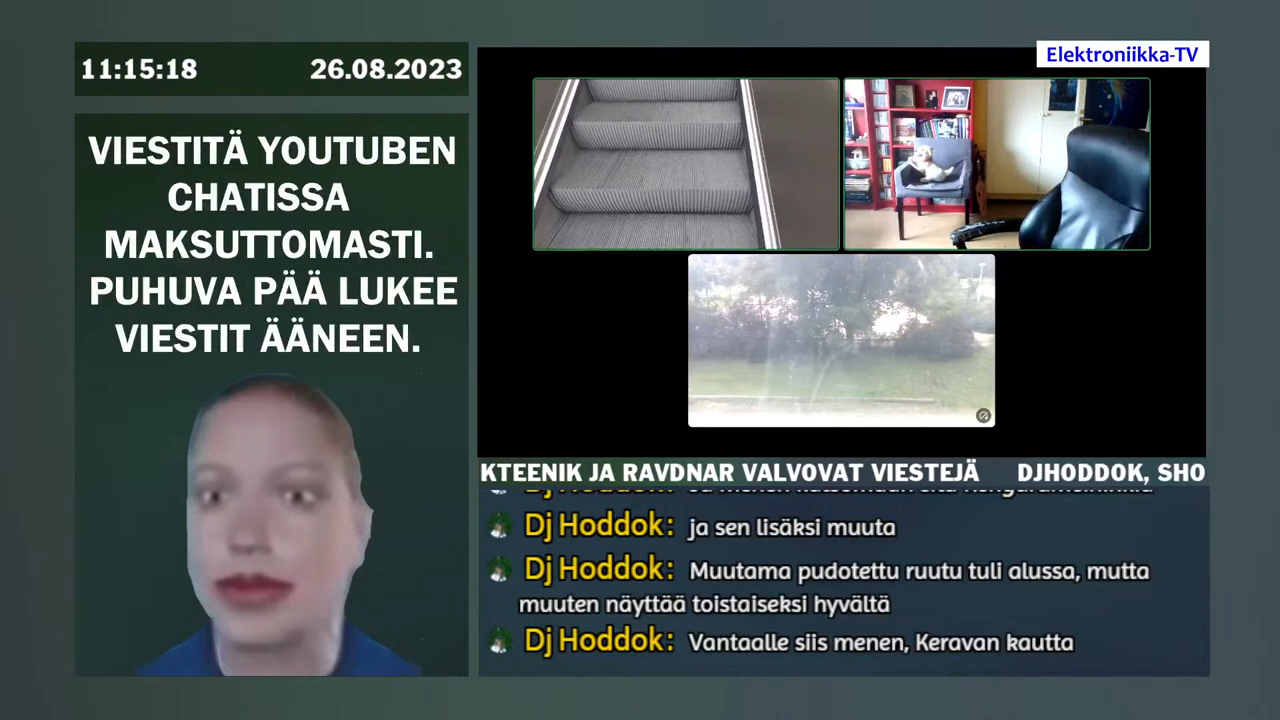 11:15:18 26.08.2023
Elektroniikka-TV
VIESTITÄ YOUTUBEN
CHATISSA
MAKSUTTOMASTI.
PUHUVA PÄÄ LUKEE
VIESTIT ÄÄNEEN.
KTEENIK JA RAVDNAR VALVOVAT VIESTEJÄ DJHODDOK, SHO
Dj Hoddok:
Dj Hoddok: ja sen lisäksi muuta
Dj Hoddok: Muutama pudotettu ruutu tuli alussa, mutta
muuten näyttää toistaiseksi hyvältä
Dj Hoddok: Vantaalle siis menen, Keravan kautta